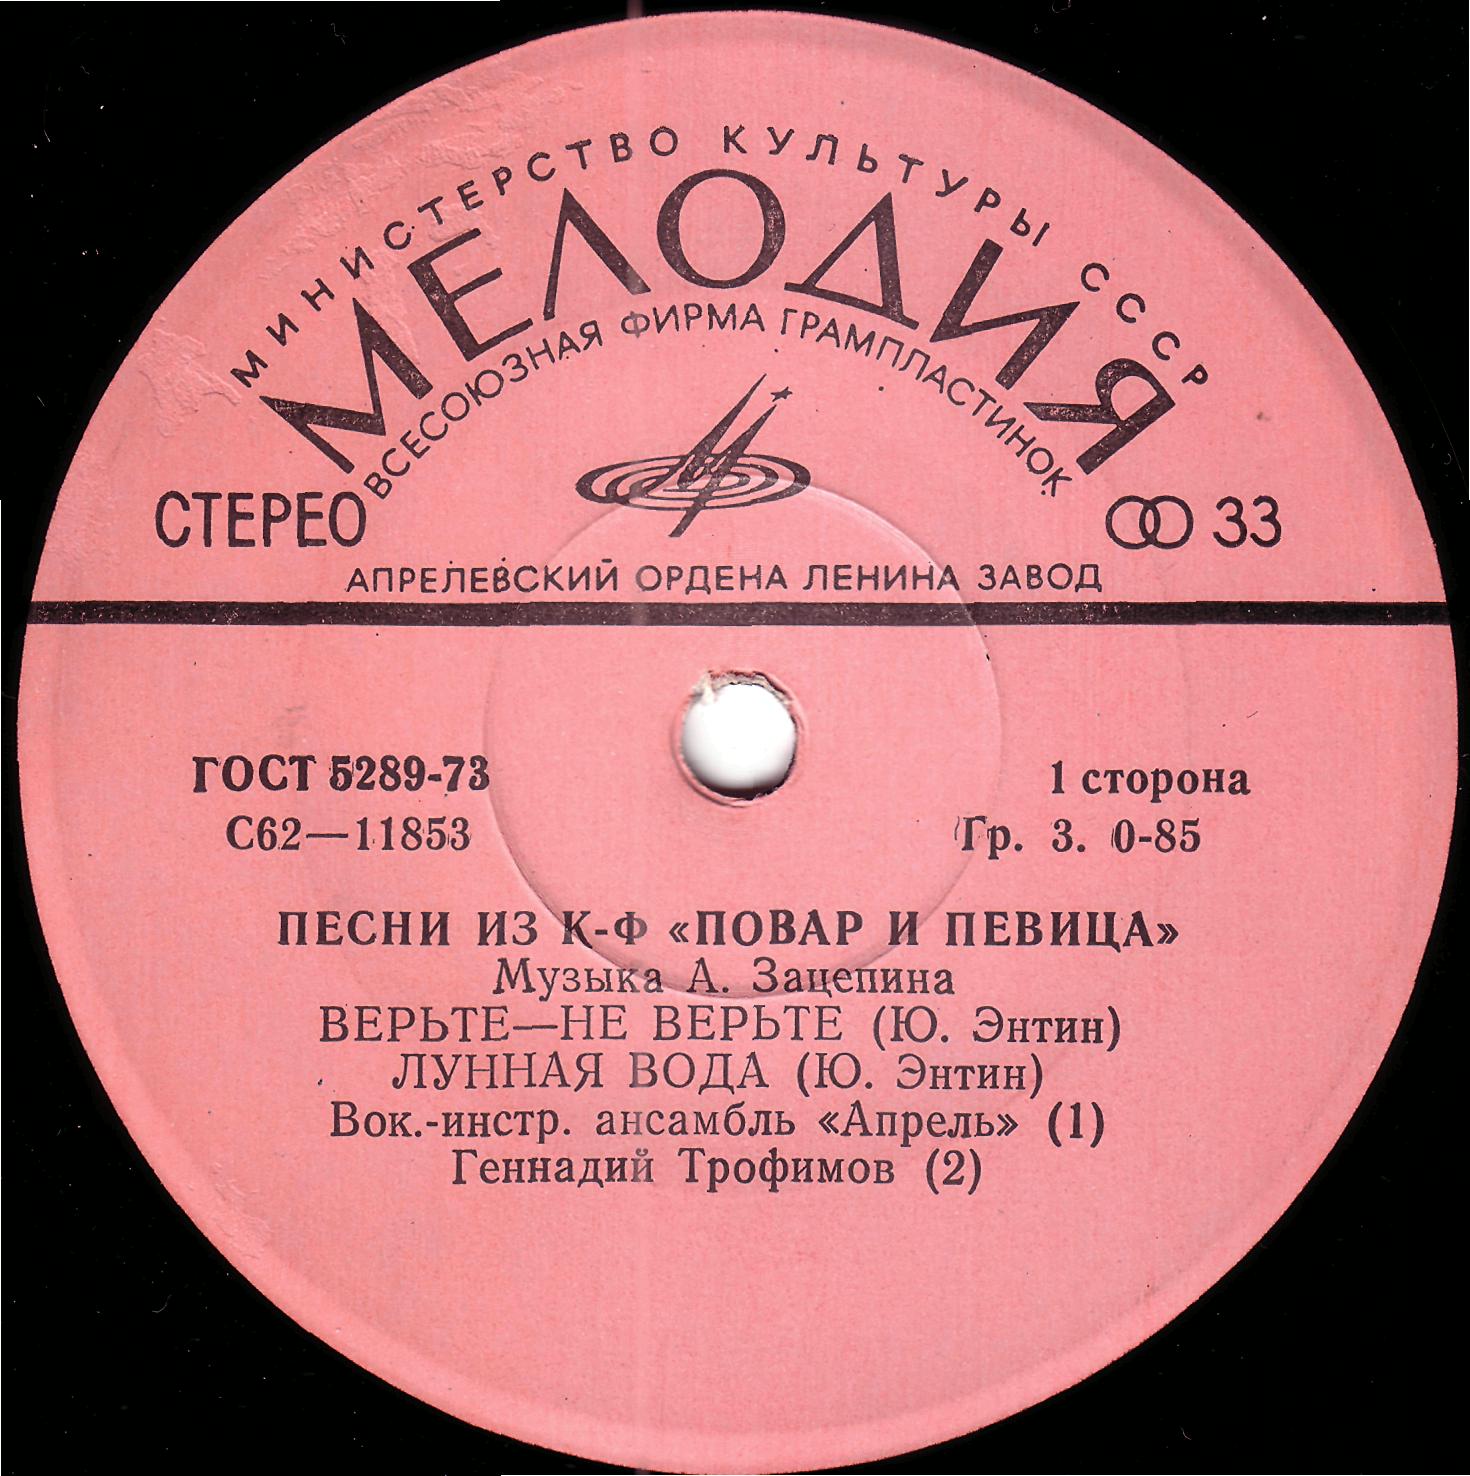 МИНИСТЕРСТВО КУЛЬТУРЫ СССР
МЕЛОДИЯ
ВСЕСОЮЗНАЯ ФИРМА ГРАМПЛАСТИНОК
СТЕРЕО 33
АПРЕЛЕВСКИЙ ОРДЕНА ЛЕНИНА ЗАВОД
ГОСТ 5289-73 1 сторона
С62—11853 Гр. 3. 0-85
ПЕСНИ ИЗ К-Ф «ПОВАР И ПЕВИЦА»
Музыка А. Зацепина
ВЕРЬТЕ—НЕ ВЕРЬТЕ (Ю. Энтин)
ЛУННАЯ ВОДА (Ю. Энтин)
Вок.-инстр. ансамбль «Апрель» (1)
Геннадий Трофимов (2)